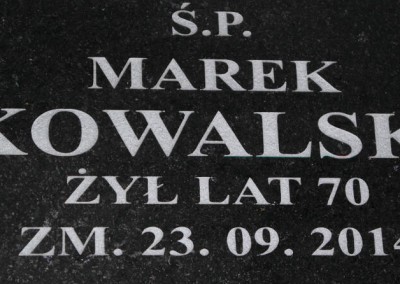 Ś.P.
MAREK
KOWALSK
ŻYŁ LAT 70
ZM. 23. 09. 2014